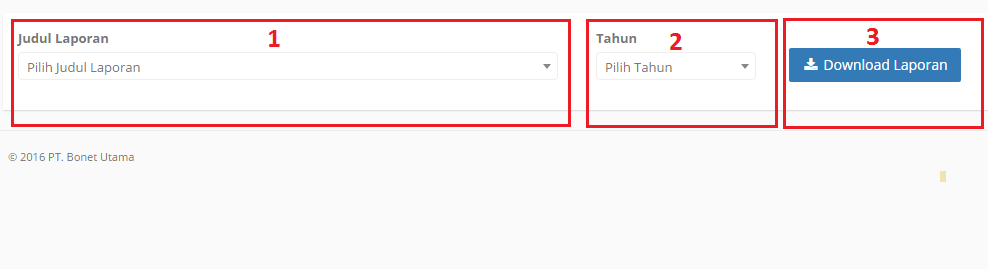 1
Judul Laporan
Pilih Judul Laporan
2
Tahun
Pilih Tahun
3
Download Laporan
© 2016 PT. Bonet Utama